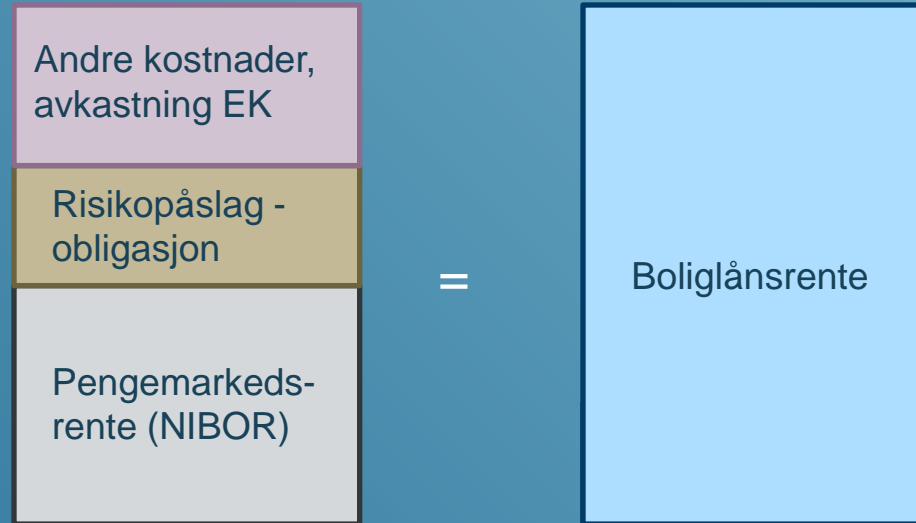 Andre kostnader,
avkastning EK
Risikopåslag -
obligasjon
Pengemarkeds-
rente (NIBOR)
=
Boliglånsrente